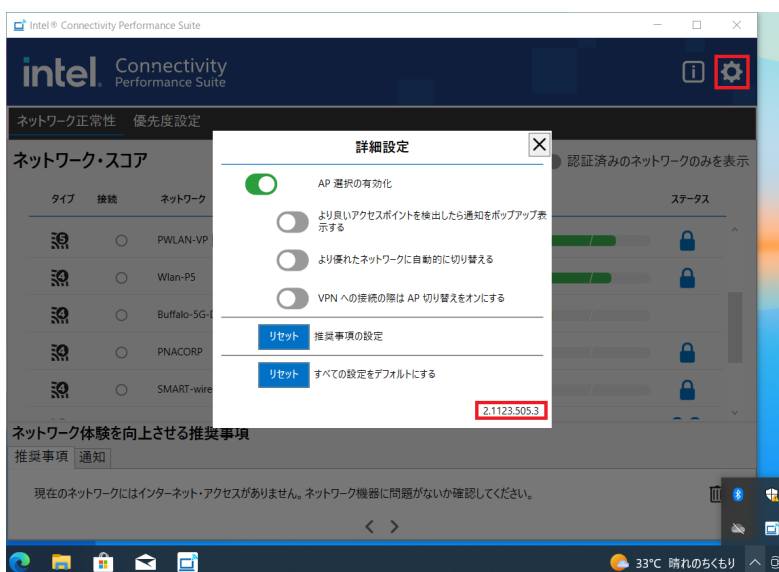 Intel® Connectivity Performance Suite
intel. Connectivity
Performance Suite
ネットワーク正常性 優先度設定
ネットワーク・スコア
認証済みのネットワークのみを表示
詳細設定
AP 選択の有効化
より良いアクセスポイントを検出したら通知をポップアップ表
示する
より優れたネットワークに自動的に切り替える
VPN への接続の際は AP 切り替えをオンにする
リセット 推奨事項の設定
リセット すべての設定をデフォルトにする
2.1123.505.3
タイプ 接続 ネットワーク ステータス
5 PWLAN-VP
4 Wlan-P5
4 Buffalo-5G-
4 PNACORP
4 SMART-wire
ネットワーク体験を向上させる推奨事項
推奨事項 通知
現在のネットワークにはインターネット・アクセスがありません。ネットワーク機器に問題がないか確認してください。
33°C 晴れのちくもり